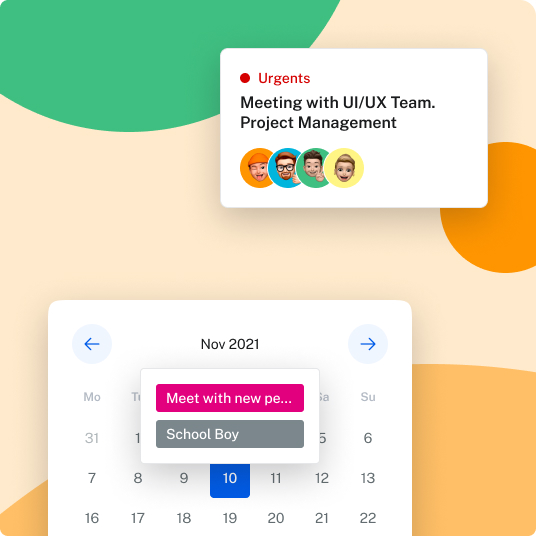 Urgents
Meeting with UI/UX Team.
Project Management
Nov 2021
Mo Su
Meet with new pe...
School Boy
31 1 5 6
7 8 9 10 11 12 13
16 17 18 19 20 21 22